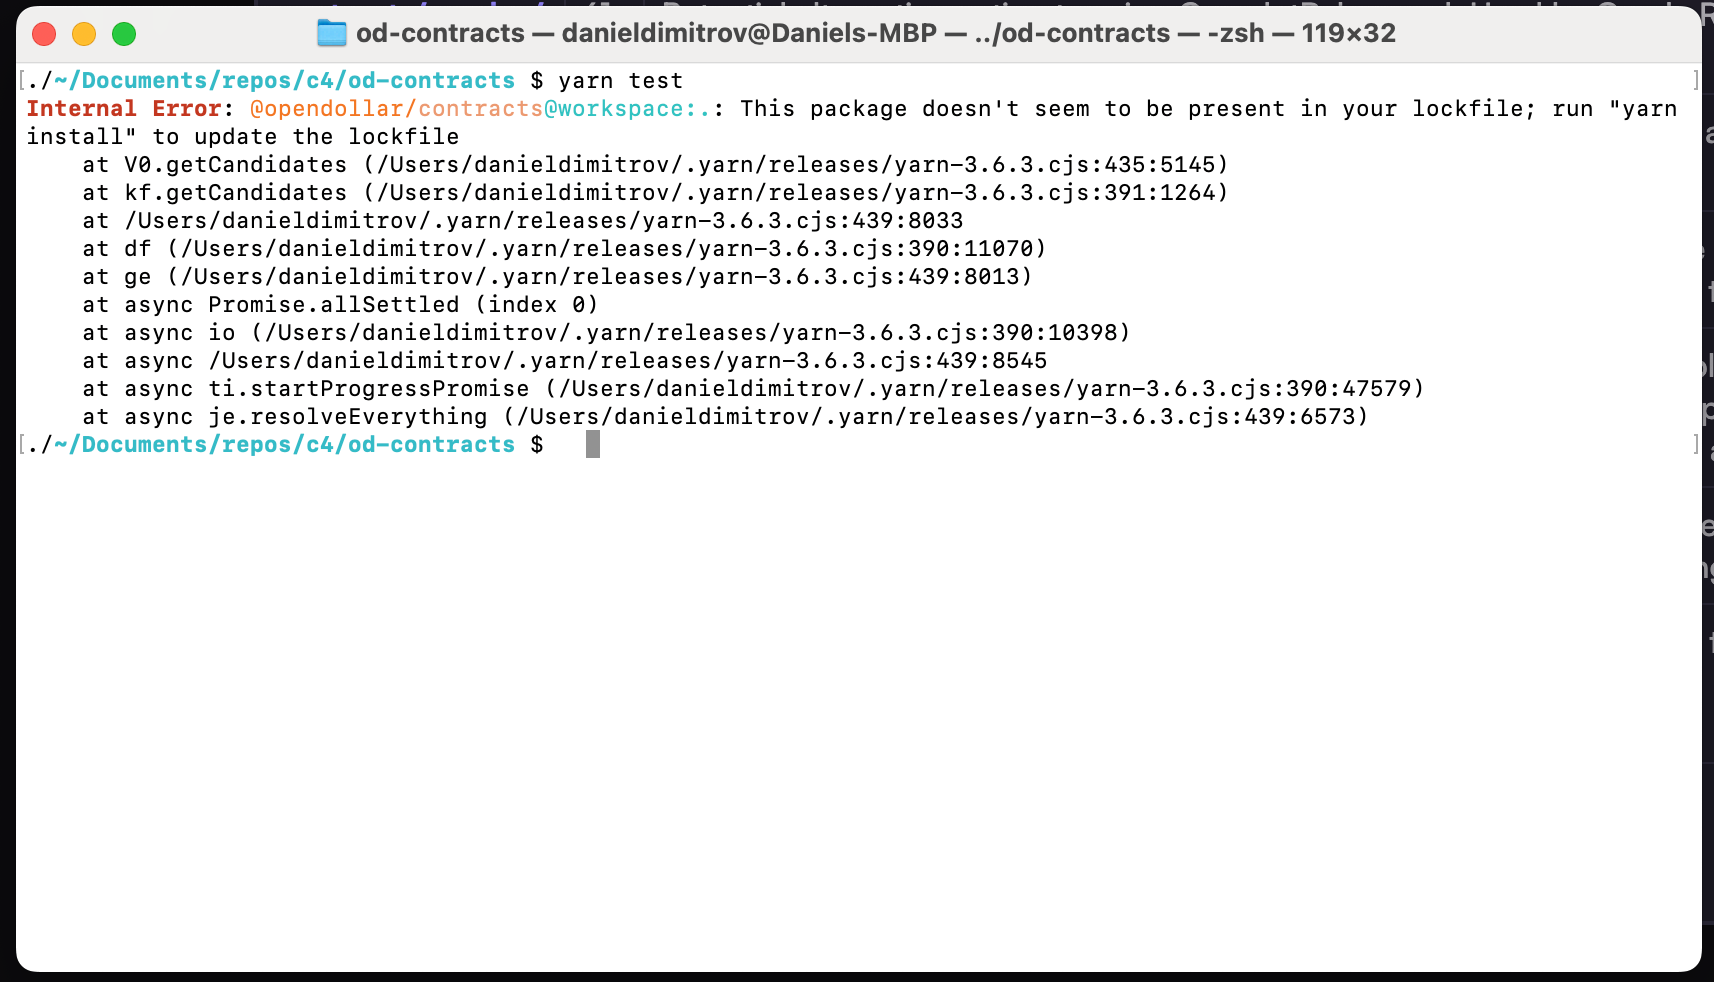 od-contracts — danieldimitrov@Daniels-MBP — ../od-contracts — -zsh — 119×32
[./~/Documents/repos/c4/od-contracts $ yarn test ]
Internal Error: @opendollar/contracts@workspace:.: This package doesn't seem to be present in your lockfile; run "yarn
install" to update the lockfile
    at V0.getCandidates (/Users/danieldimitrov/.yarn/releases/yarn-3.6.3.cjs:435:5145)
    at kf.getCandidates (/Users/danieldimitrov/.yarn/releases/yarn-3.6.3.cjs:391:1264)
    at /Users/danieldimitrov/.yarn/releases/yarn-3.6.3.cjs:439:8033
    at df (/Users/danieldimitrov/.yarn/releases/yarn-3.6.3.cjs:390:11070)
    at ge (/Users/danieldimitrov/.yarn/releases/yarn-3.6.3.cjs:439:8013)
    at async Promise.allSettled (index 0)
    at async io (/Users/danieldimitrov/.yarn/releases/yarn-3.6.3.cjs:390:10398)
    at async /Users/danieldimitrov/.yarn/releases/yarn-3.6.3.cjs:439:8545
    at async ti.startProgressPromise (/Users/danieldimitrov/.yarn/releases/yarn-3.6.3.cjs:390:47579)
    at async je.resolveEverything (/Users/danieldimitrov/.yarn/releases/yarn-3.6.3.cjs:439:6573)
[./~/Documents/repos/c4/od-contracts $ ]